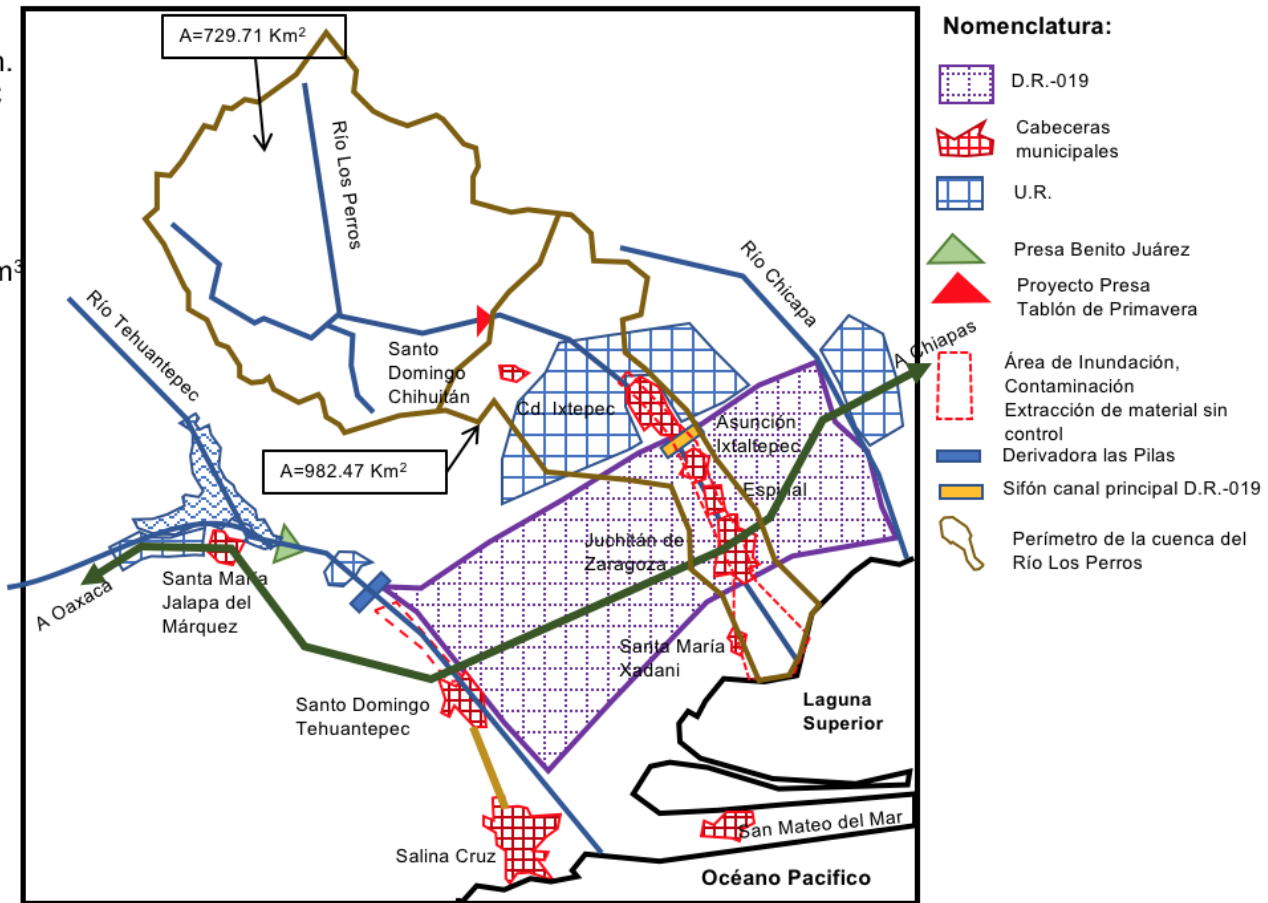 A=729.71 Km²
n.
m³
Río Los Perros
Río Chicapa
Río Tehuantepec
A Chiapas
Santo
Domingo
Chihuitán
Cd. Ixtepec
Asunción
Ixtaltepec
A=982.47 Km²
Espinal
Juchitán de
Zaragoza
A Oaxaca
Santa María
Jalapa del
Márquez
Santa María
Xadani
Santo Domingo
Tehuantepec
Laguna
Superior
San Mateo del Mar
Salina Cruz
Océano Pacifico
Nomenclatura:
D.R.-019
Cabeceras
municipales
U.R.
Presa Benito Juárez
Proyecto Presa
Tablón de Primavera
Área de Inundación,
Contaminación
Extracción de material sin
control
Derivadora las Pilas
Sifón canal principal D.R.-019
Perímetro de la cuenca del
Río Los Perros